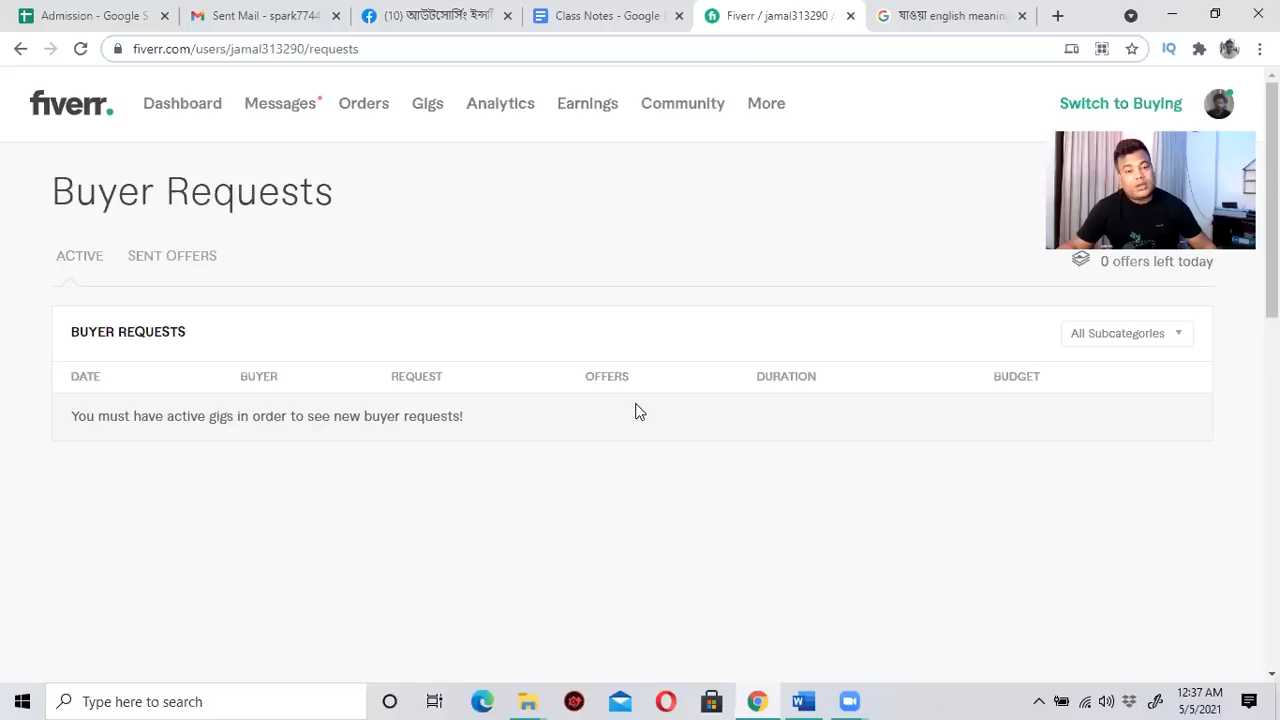 Admission - Google S
Sent Mail - spark7744
(10) আউটসোর্সিং ইন্সটি
Class Notes - Google D
Fiverr / jamal313290 /
যাওয়া english meanin
fiverr.com/users/jamal313290/requests
IQ
fiverr.
Dashboard
Messages
Orders
Gigs
Analytics
Earnings
Community
More
Switch to Buying
Buyer Requests
ACTIVE
SENT OFFERS
0 offers left today
BUYER REQUESTS
All Subcategories
DATE
BUYER
REQUEST
OFFERS
DURATION
BUDGET
You must have active gigs in order to see new buyer requests!
Type here to search
12:37 AM
5/5/2021